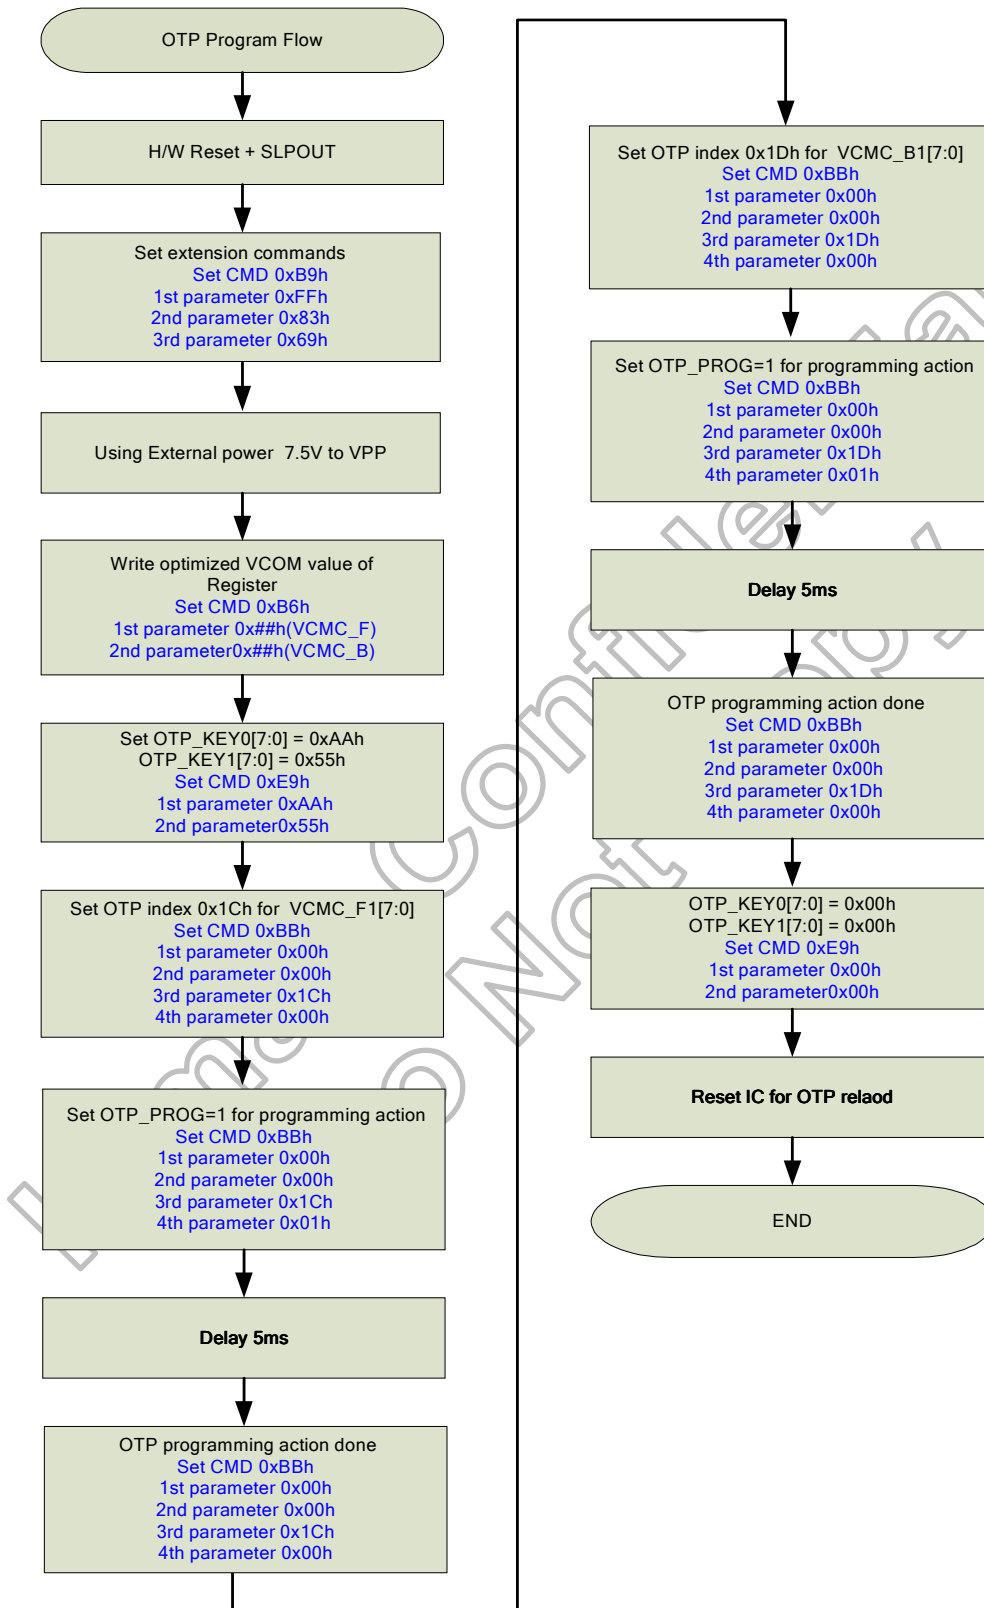 OTP Program Flow
H/W Reset + SLPOUT
Set extension commands
Set CMD 0xB9h
1st parameter 0xFFh
2nd parameter 0x83h
3rd parameter 0x69h
Using External power 7.5V to VPP
Write optimized VCOM value of
Register
Set CMD 0xB6h
1st parameter 0x##h(VCMC_F)
2nd parameter0x##h(VCMC_B)
Set OTP_KEY0[7:0] = 0xAAh
OTP_KEY1[7:0] = 0x55h
Set CMD 0xE9h
1st parameter 0xAAh
2nd parameter0x55h
Set OTP index 0x1Ch for VCMC_F1[7:0]
Set CMD 0xBBh
1st parameter 0x00h
2nd parameter 0x00h
3rd parameter 0x1Ch
4th parameter 0x00h
Set OTP_PROG=1 for programming action
Set CMD 0xBBh
1st parameter 0x00h
2nd parameter 0x00h
3rd parameter 0x1Ch
4th parameter 0x01h
Delay 5ms
OTP programming action done
Set CMD 0xBBh
1st parameter 0x00h
2nd parameter 0x00h
3rd parameter 0x1Ch
4th parameter 0x00h
Set OTP index 0x1Dh for VCMC_B1[7:0]
Set CMD 0xBBh
1st parameter 0x00h
2nd parameter 0x00h
3rd parameter 0x1Dh
4th parameter 0x00h
Set OTP_PROG=1 for programming action
Set CMD 0xBBh
1st parameter 0x00h
2nd parameter 0x00h
3rd parameter 0x1Dh
4th parameter 0x01h
Delay 5ms
OTP programming action done
Set CMD 0xBBh
1st parameter 0x00h
2nd parameter 0x00h
3rd parameter 0x1Dh
4th parameter 0x00h
OTP_KEY0[7:0] = 0x00h
OTP_KEY1[7:0] = 0x00h
Set CMD 0xE9h
1st parameter 0x00h
2nd parameter0x00h
Reset IC for OTP relaod
END